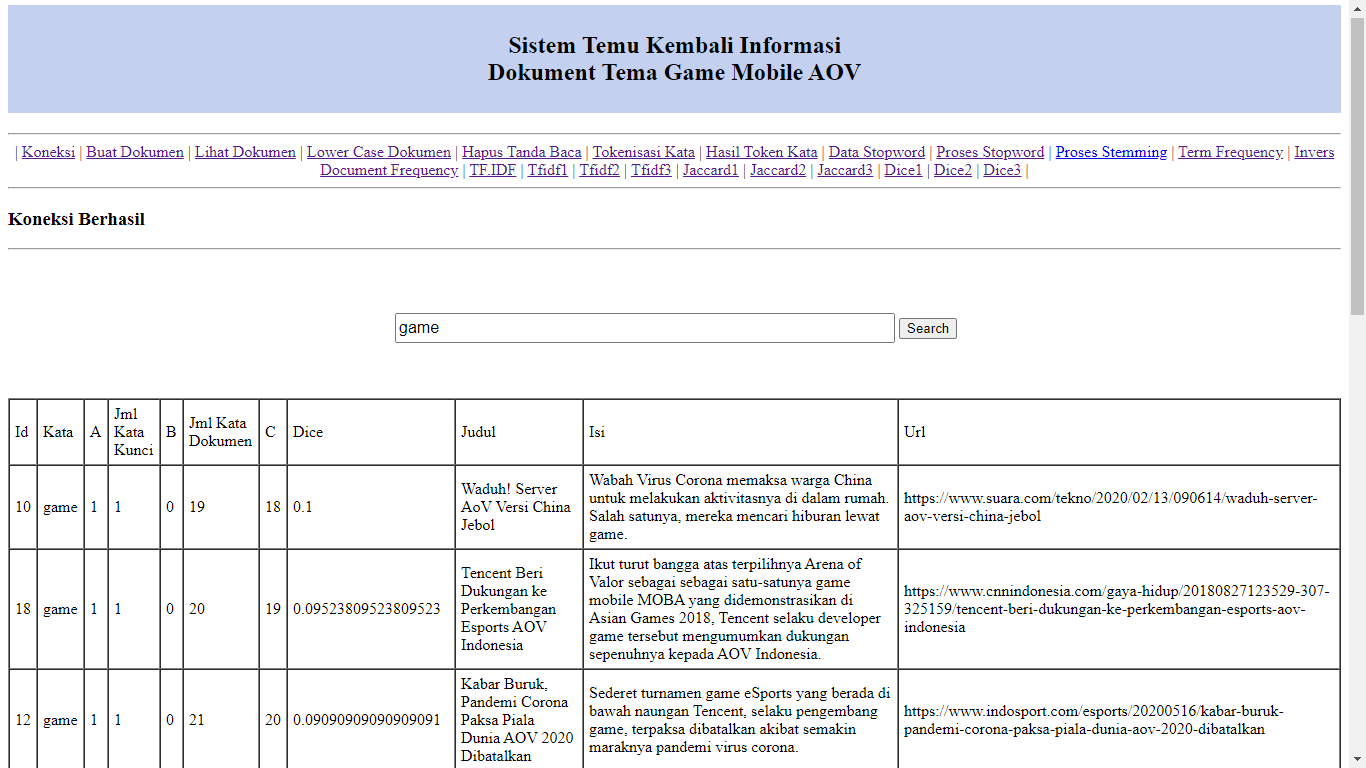 Sistem Temu Kembali Informasi
Dokument Tema Game Mobile AOV
| Koneksi | Buat Dokumen | Lihat Dokumen | Lower Case Dokumen | Hapus Tanda Baca | Tokenisasi Kata | Hasil Token Kata | Data Stopword | Proses Stopword | Proses Stemming | Term Frequency | Invers
Document Frequency | TF.IDF | Tfidf1 | Tfidf2 | Tfidf3 | Jaccard1 | Jaccard2 | Jaccard3 | Dice1 | Dice2 | Dice3 |
Koneksi Berhasil
game Search
Id Kata A Jml Kata Kunci B Jml Kata Dokumen C Dice Judul Isi Url
10 game 1 1 0 19 18 0.1
Waduh! Server
AoV Versi China
Jebol
Wabah Virus Corona memaksa warga China
untuk melakukan aktivitasnya di dalam rumah.
Salah satunya, mereka mencari hiburan lewat
game.
https://www.suara.com/tekno/2020/02/13/090614/waduh-server-
aov-versi-china-jebol
18 game 1 1 0 20 19 0.09523809523809523
Tencent Beri
Dukungan ke
Perkembangan
Esports AOV
Indonesia
Ikut turut bangga atas terpilihnya Arena of
Valor sebagai sebagai satu-satunya game
mobile MOBA yang didemonstrasikan di
Asian Games 2018, Tencent selaku developer
game tersebut mengumumkan dukungan
sepenuhnya kepada AOV Indonesia.
https://www.cnnindonesia.com/gaya-hidup/20180827123529-307-
325159/tencent-beri-dukungan-ke-perkembangan-esports-aov-
indonesia
12 game 1 1 0 21 20 0.09090909090909091
Kabar Buruk,
Pandemi Corona
Paksa Piala
Dunia AOV 2020
Dibatalkan
Sederet turnamen game eSports yang berada di
bawah naungan Tencent, selaku pengembang
game, terpaksa dibatalkan akibat semakin
maraknya pandemi virus corona.
https://www.indosport.com/esports/20200516/kabar-buruk-
pandemi-corona-paksa-piala-dunia-aov-2020-dibatalkan